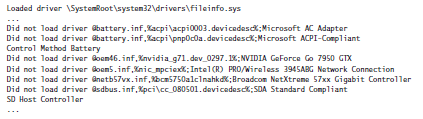 Loaded driver \SystemRoot\system32\drivers\fileinfo.sys
...
Did not load driver @battery.inf,%acpi\acpi0003.devicedesc%;Microsoft AC Adapter
Did not load driver @battery.inf,%acpi\pnp0c0a.devicedesc%;Microsoft ACPI-Compliant
Control Method Battery
Did not load driver @oem46.inf,%nvidia_g71.dev_0297.1%;NVIDIA GeForce Go 7950 GTX
Did not load driver @oem5.inf,%nic_mpciex%;Intel(R) PRO/Wireless 3945ABG Network Connection
Did not load driver @netb57vx.inf,%bcm5750a1clnahkd%;Broadcom NetXtreme 57xx Gigabit Controller
Did not load driver @sdbus.inf,%pci\cc_080501.devicedesc%;SDA Standard Compliant
SD Host Controller
...